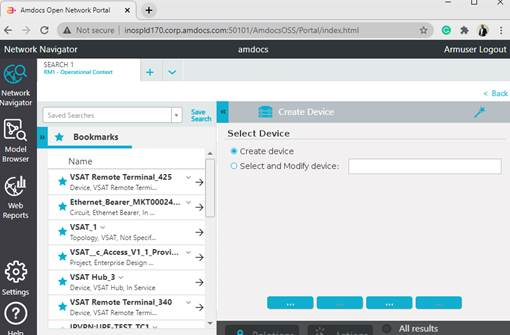 Amdocs Open Network Portal
Not secure | inospld170.corp.amdocs.com:50101/AmdocsOSS/Portal/index.html
Network Navigator
amdocs
Armuser Logout
SEARCH 1
RM1 - Operational Context
< Back
Network Navigator
Model Browser
Web Reports
Settings
Help
Saved Searches
Save Search
Bookmarks
Name
VSAT Remote Terminal_425
Device, VSAT Remote Termi...
Ethernet_Bearer_MKT00024...
Circuit, Ethernet Bearer, In ...
VSAT_1
Topology, VSAT, Not Specif...
VSAT__c_Access_V1_1_Provi...
Project, Enterprise Design ...
VSAT Hub_3
Device, VSAT Hub, In Service
VSAT Remote Terminal_340
Device, VSAT Remote Termi...
IPVPN:UPE-TEST_TC1
Create Device
Select Device
Create device
Select and Modify device:
... ... ... ...
Relations
Actions
All results